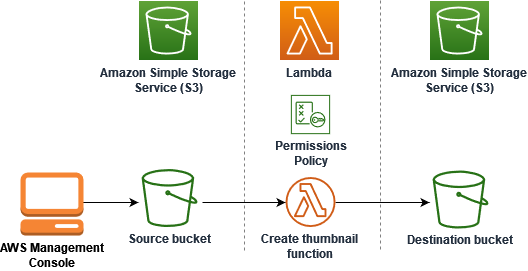 Amazon Simple Storage
Service (S3)
Lambda
Amazon Simple Storage
Service (S3)
Permissions
Policy
AWS Management
Console
Source bucket
Create thumbnail
function
Destination bucket